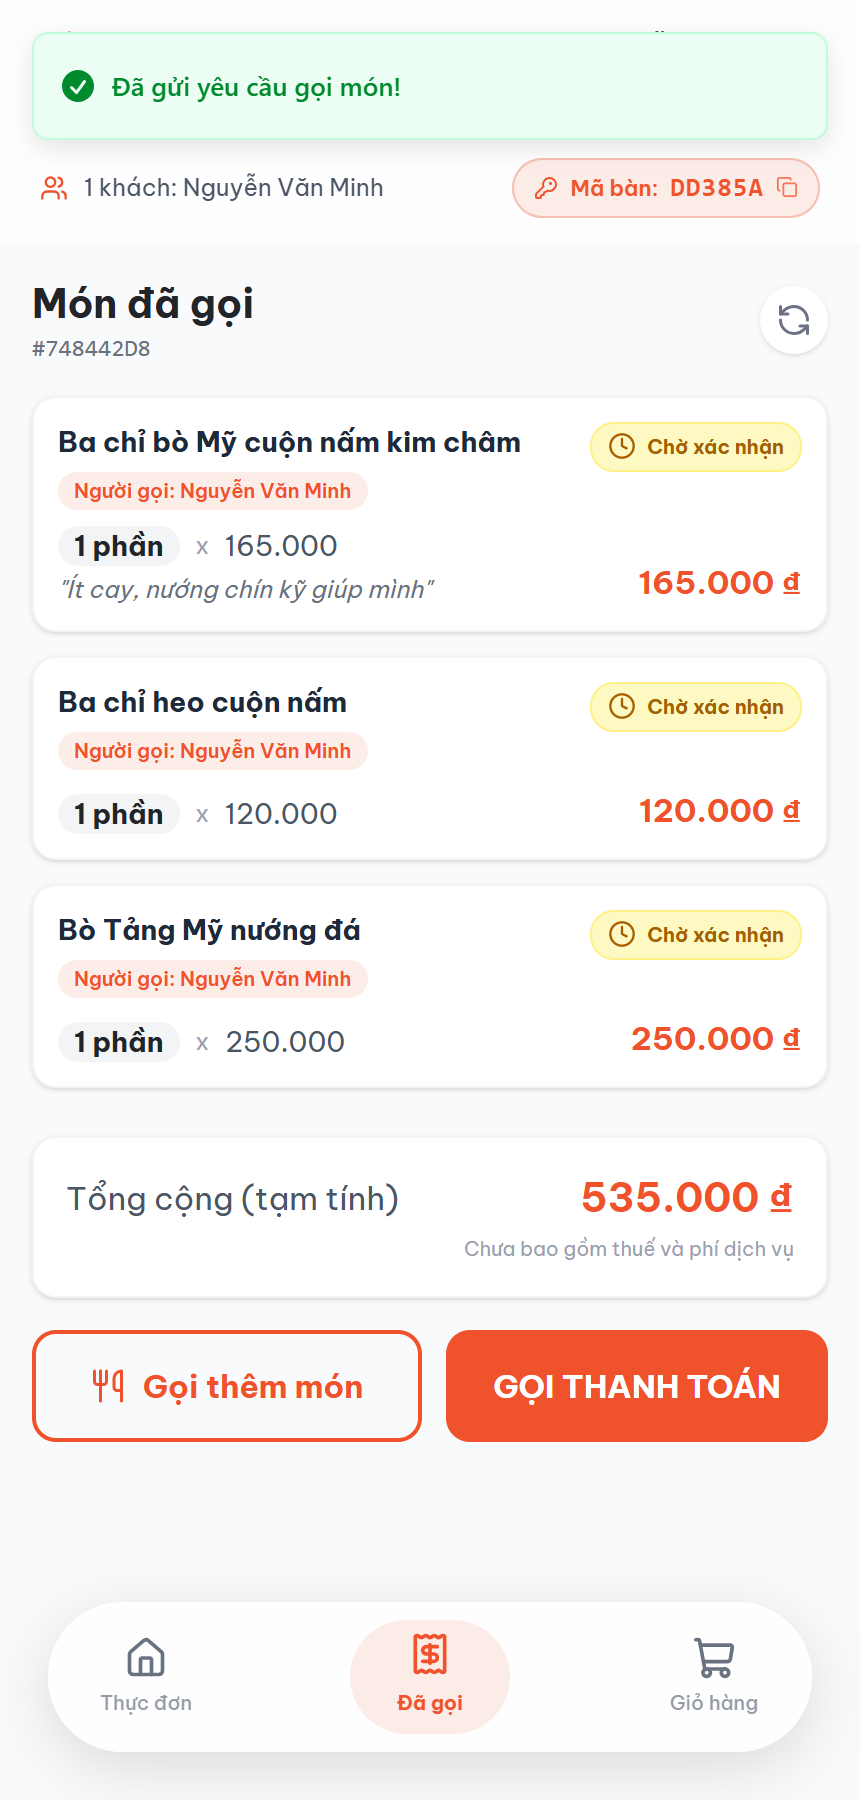 Đã gửi yêu cầu gọi món!
1 khách: Nguyễn Văn Minh
Mã bàn: DD385A
Món đã gọi
#748442D8
Ba chỉ bò Mỹ cuộn nấm kim châm
Chờ xác nhận
Người gọi: Nguyễn Văn Minh
1 phần x 165.000
"Ít cay, nướng chín kỹ giúp mình"
165.000 đ
Ba chỉ heo cuộn nấm
Chờ xác nhận
Người gọi: Nguyễn Văn Minh
1 phần x 120.000
120.000 đ
Bò Tảng Mỹ nướng đá
Chờ xác nhận
Người gọi: Nguyễn Văn Minh
1 phần x 250.000
250.000 đ
Tổng cộng (tạm tính)
535.000 đ
Chưa bao gồm thuế và phí dịch vụ
Gọi thêm món
GỌI THANH TOÁN
Thực đơn
Đã gọi
Giỏ hàng